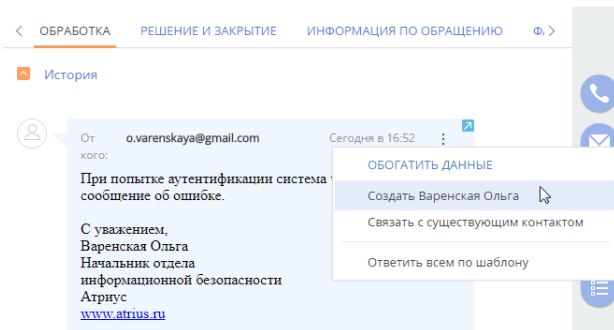 ОБРАБОТКА РЕШЕНИЕ И ЗАКРЫТИЕ ИНФОРМАЦИЯ ПО ОБРАЩЕНИЮ
История
От кого: o.varenskaya@gmail.com Сегодня в 16:52
При попытке аутентификации система
сообщение об ошибке.
С уважением,
Варенская Ольга
Начальник отдела
информационной безопасности
Атриус
www.atrius.ru
ОБОГАТИТЬ ДАННЫЕ
Создать Варенская Ольга
Связать с существующим контактом
Ответить всем по шаблону